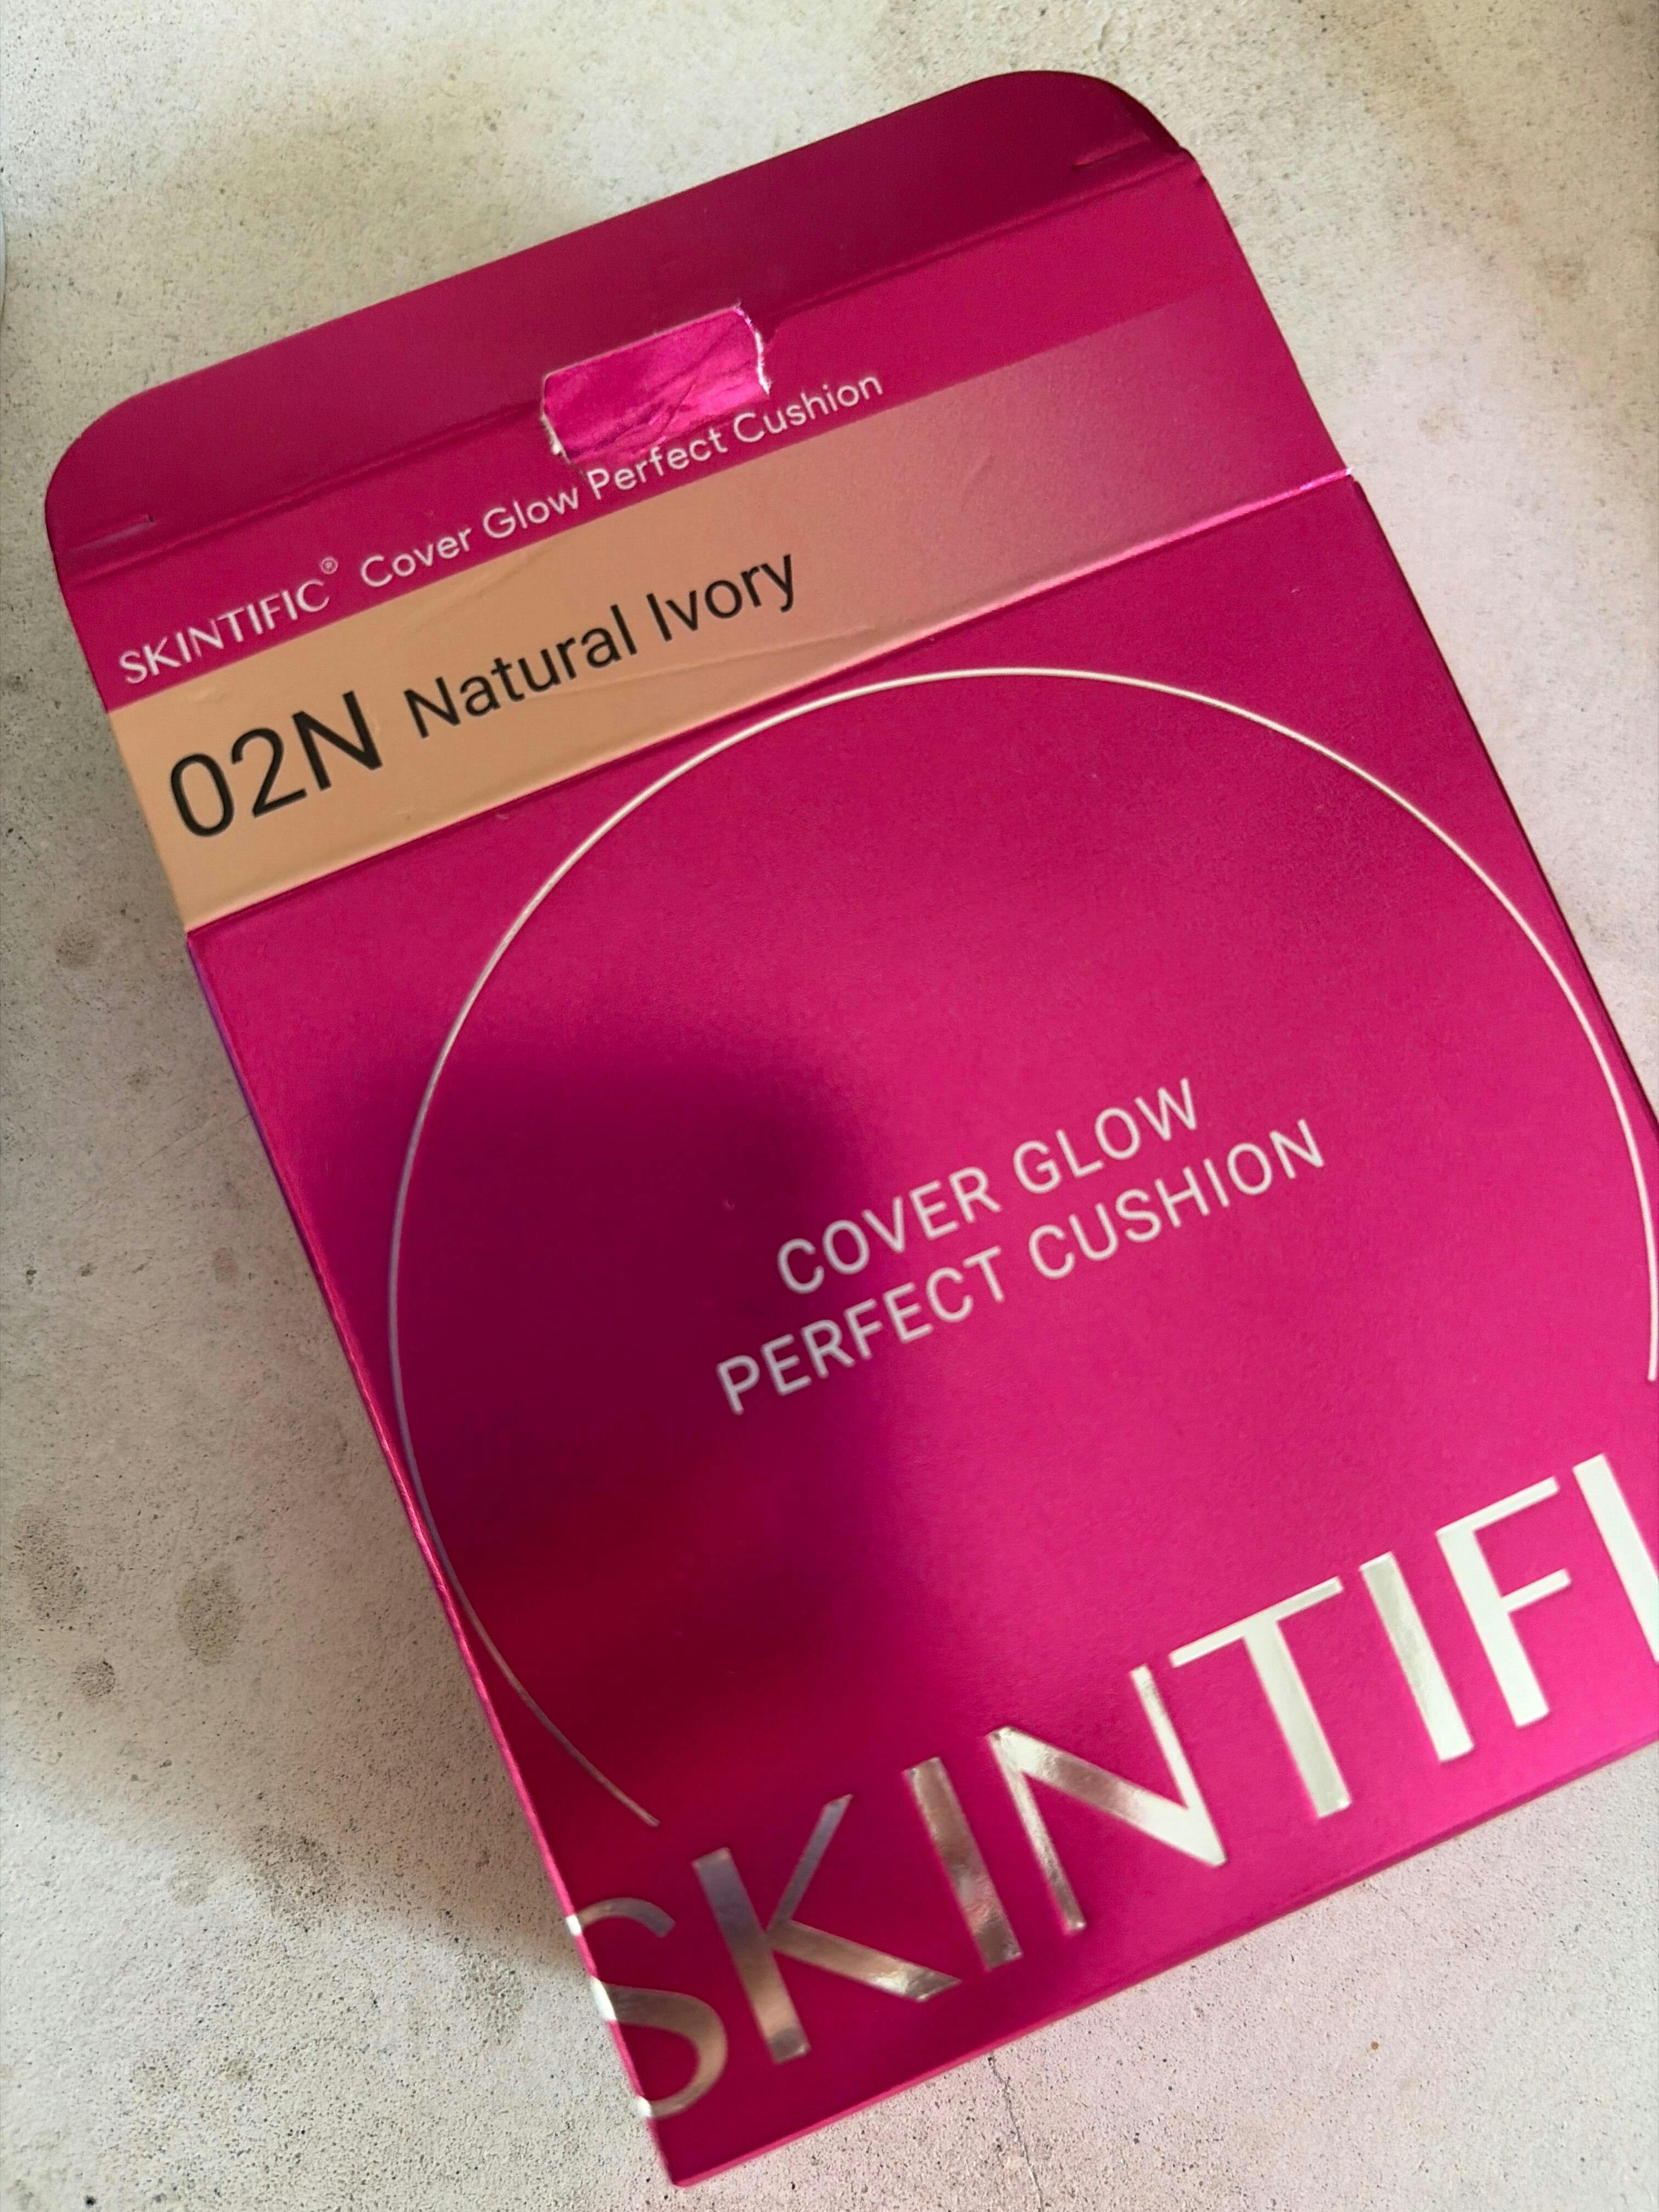 SKINTIFIC® Cover Glow Perfect Cushion
02N Natural Ivory
COVER GLOW
PERFECT CUSHION
SKINTIFI